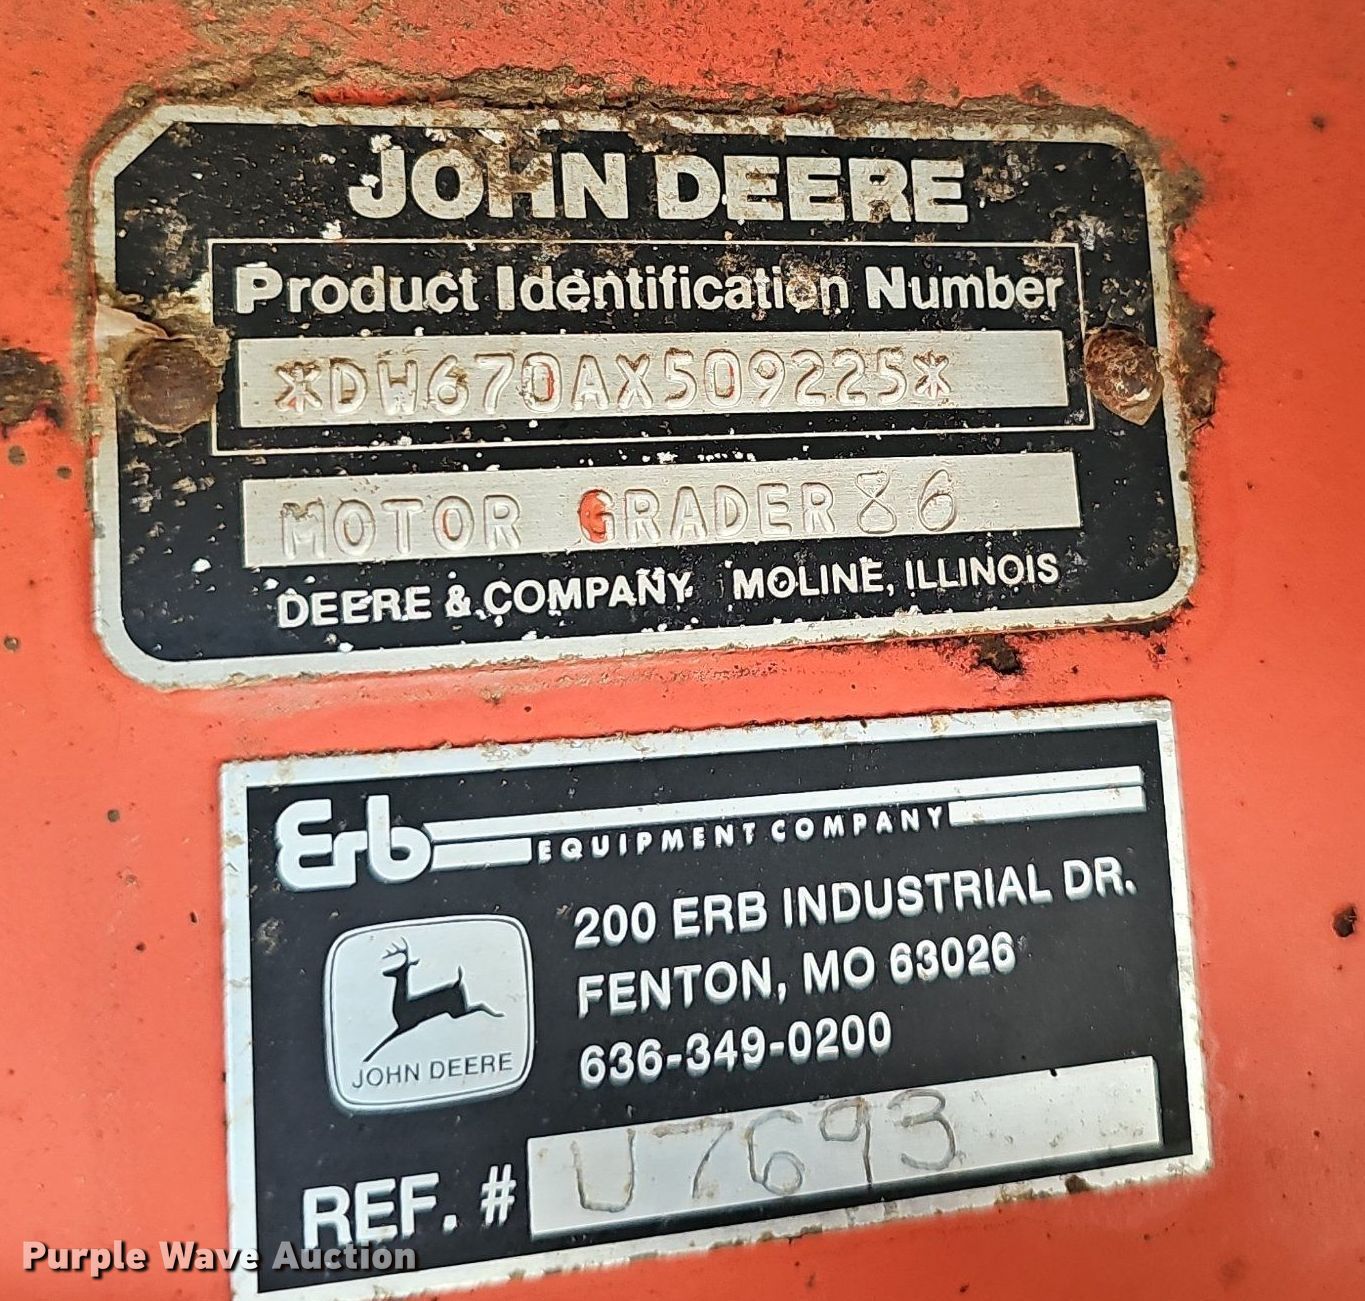 JOHN DEERE
Product Identification Number
*DW670AX509225*
MOTOR GRADER 86
DEERE & COMPANY MOLINE, ILLINOIS
Erb EQUIPMENT COMPANY
200 ERB INDUSTRIAL DR.
FENTON, MO 63026
636-349-0200
JOHN DEERE
REF. # U7693
Purple Wave Auction